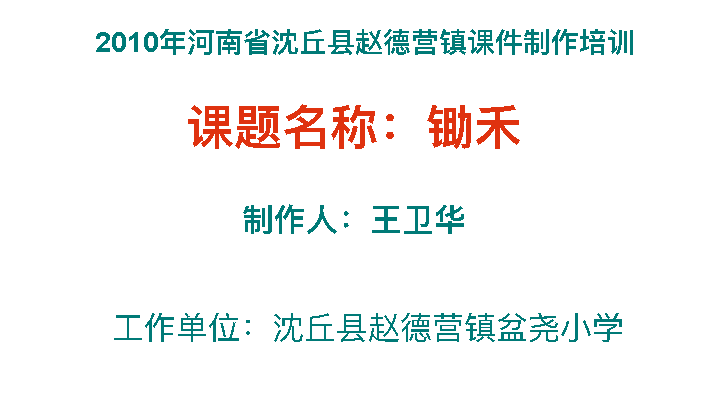 2010年河南省沈丘县赵德营镇课件制作培训
课题名称：锄禾
制作人：王卫华
工作单位：沈丘县赵德营镇盆尧小学